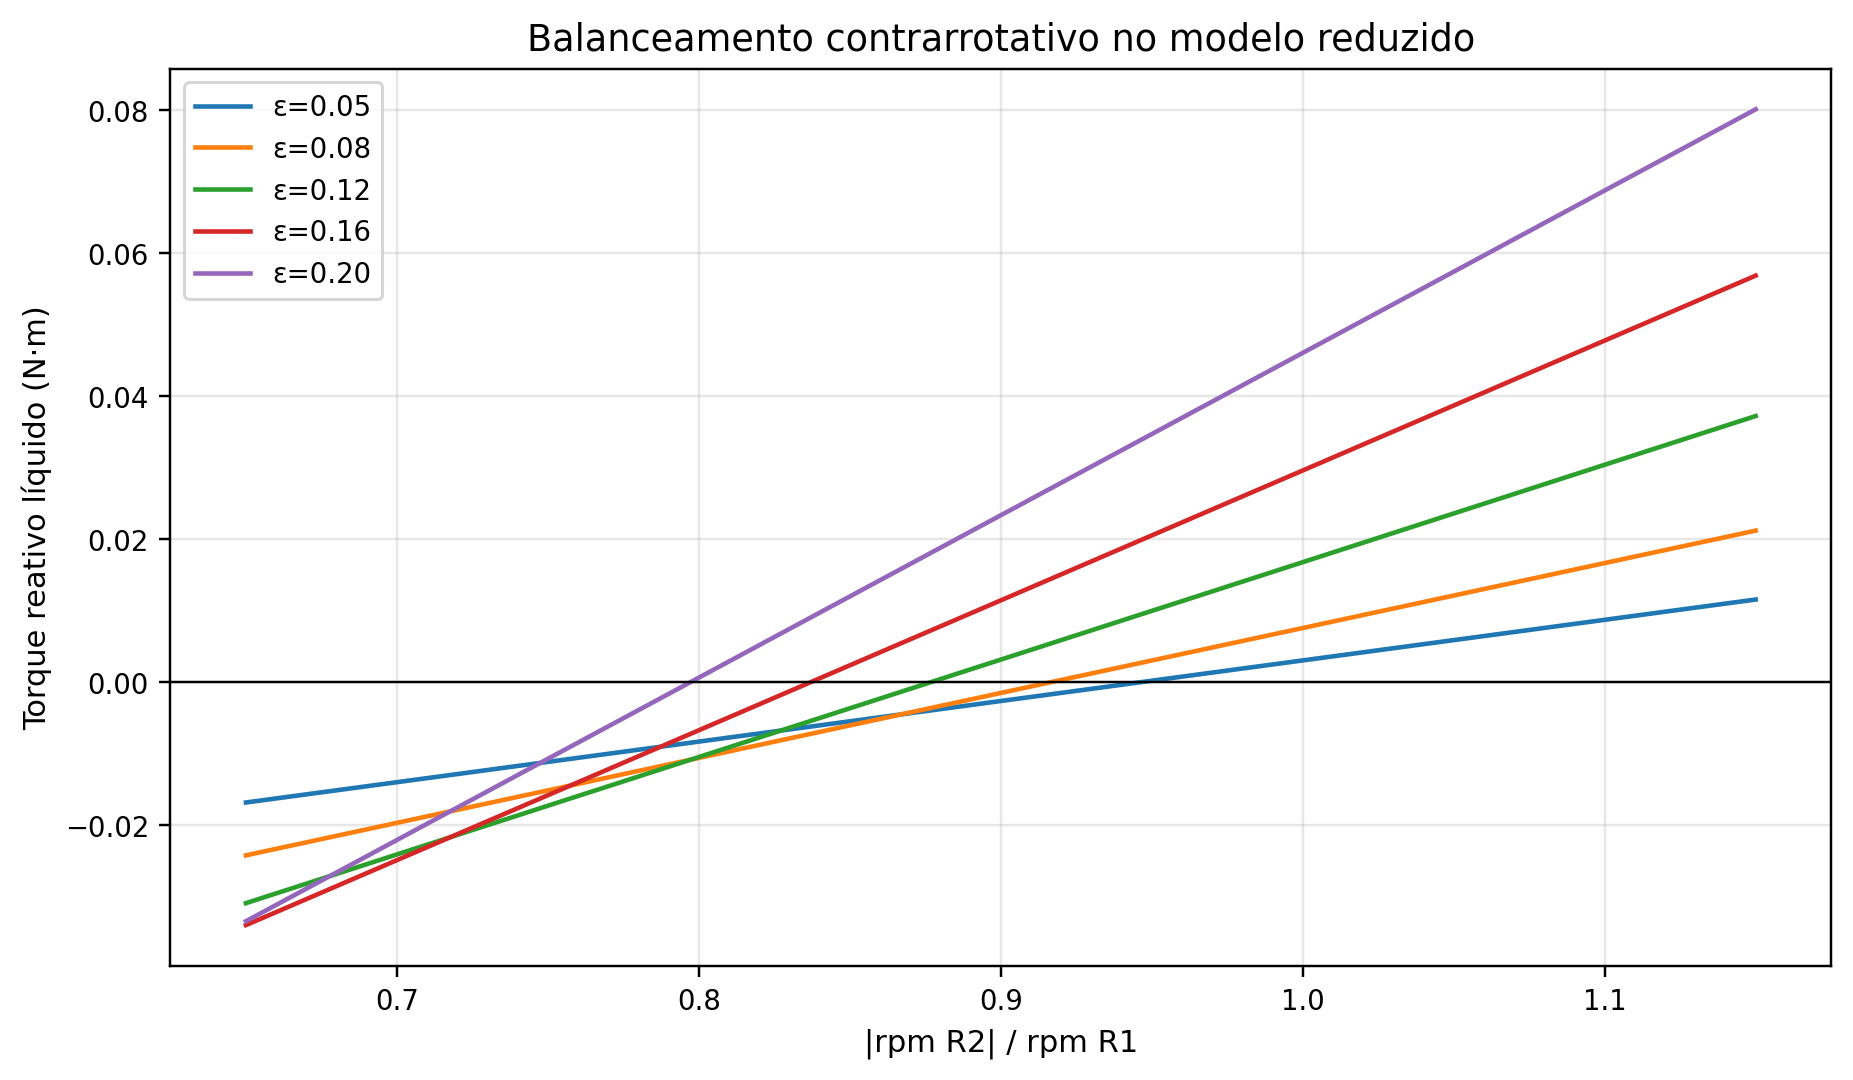 Balanceamento contrarrotativo no modelo reduzido
ε=0.05
ε=0.08
ε=0.12
ε=0.16
ε=0.20
Torque reativo líquido (N·m)
0.08
0.06
0.04
0.02
0.00
−0.02
0.7 0.8 0.9 1.0 1.1
|rpm R2| / rpm R1